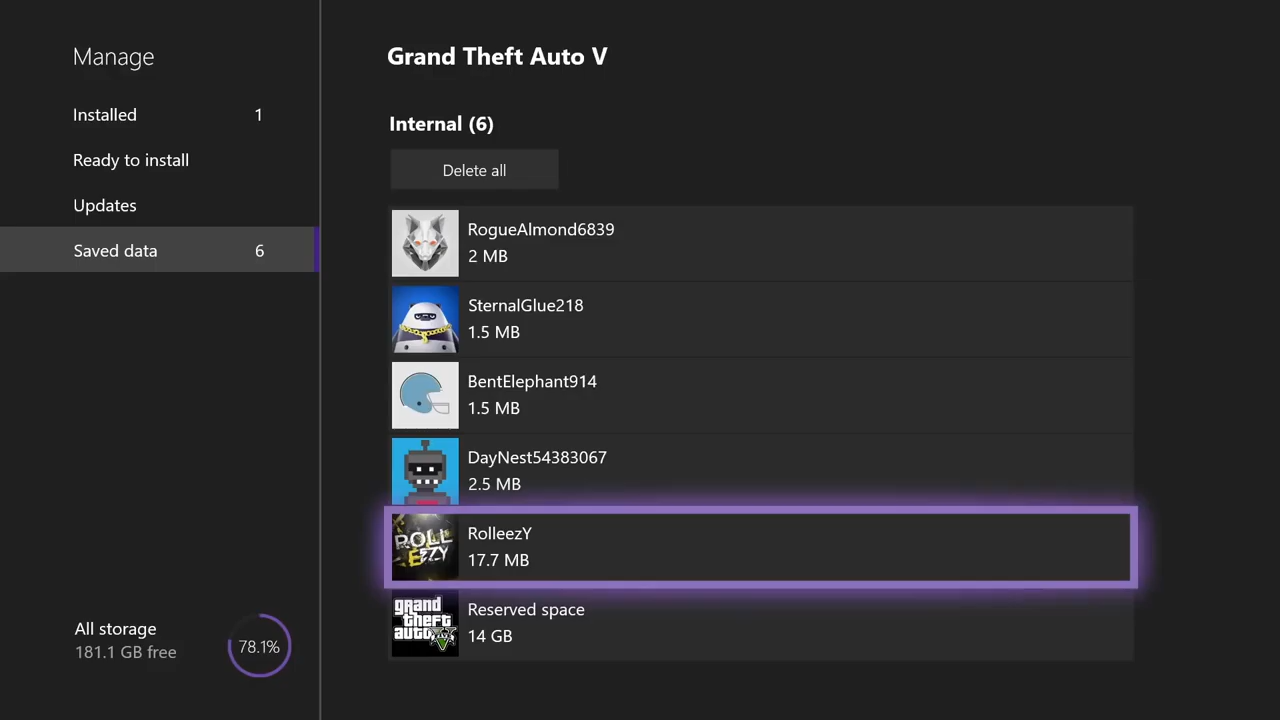 Manage
Installed 1
Ready to install
Updates
Saved data 6
All storage
181.1 GB free
78.1%
Grand Theft Auto V
Internal (6)
Delete all
RogueAlmond6839
2 MB
SternalGlue218
1.5 MB
BentElephant914
1.5 MB
DayNest54383067
2.5 MB
ROLL
EZZY
RolleezY
17.7 MB
grand
theft
auto V
Reserved space
14 GB